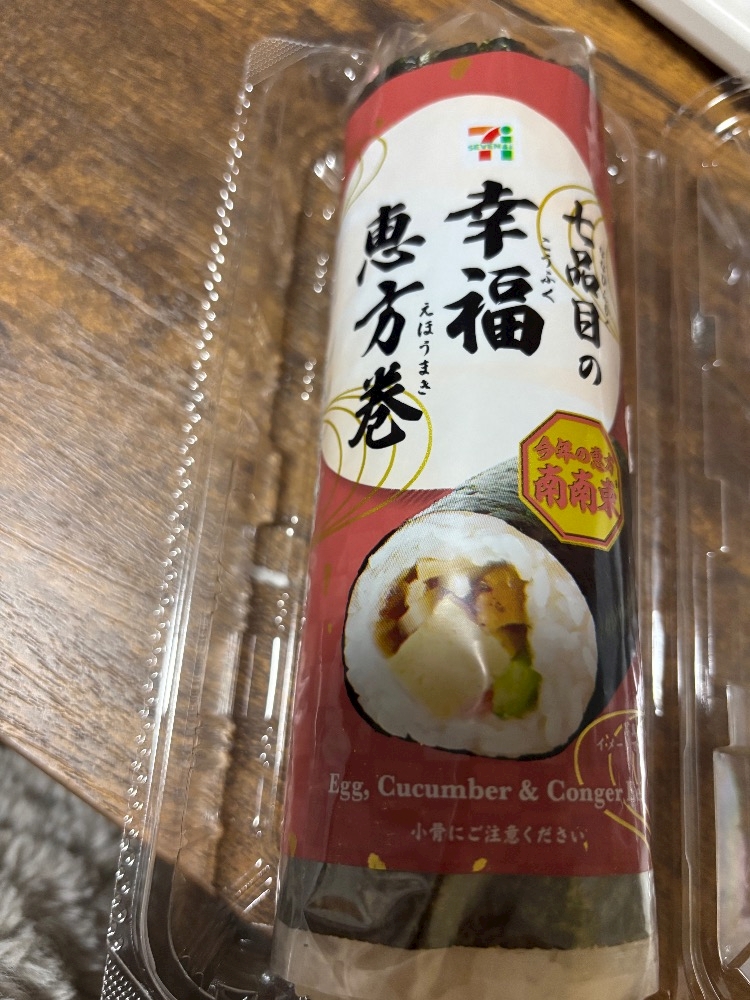 七品目の
幸福
こうふく
恵方巻
えほうまき
今年の恵方
南南東
Egg, Cucumber & Conger
小骨にご注意ください